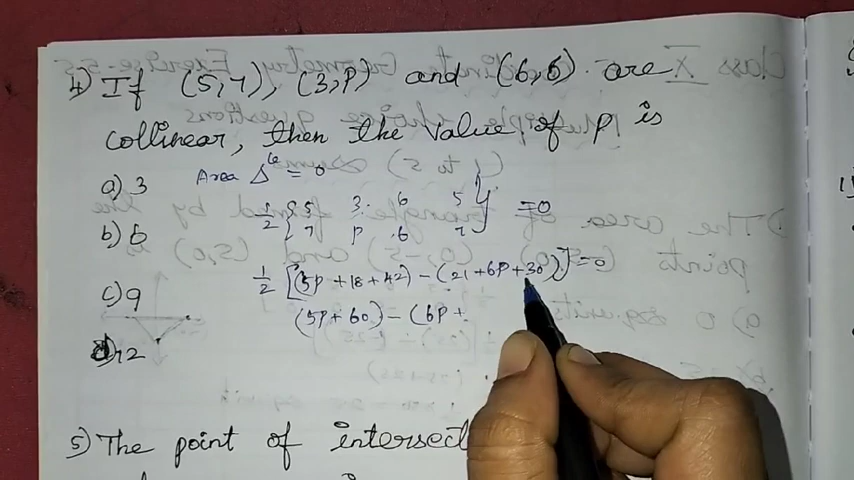 4) If (5,7), (3,P) and (6,6) are
collinear, then the value of P is
a) 3 Area Δle = 0
1/2 { 5 3 6 5 } = 0
b) 6 7 P 6 7
1/2 [(5P + 18 + 42) - (21 + 6P + 30)] = 0
c) 9 (5P + 60) - (6P +
d) 12
5) The point of intersect